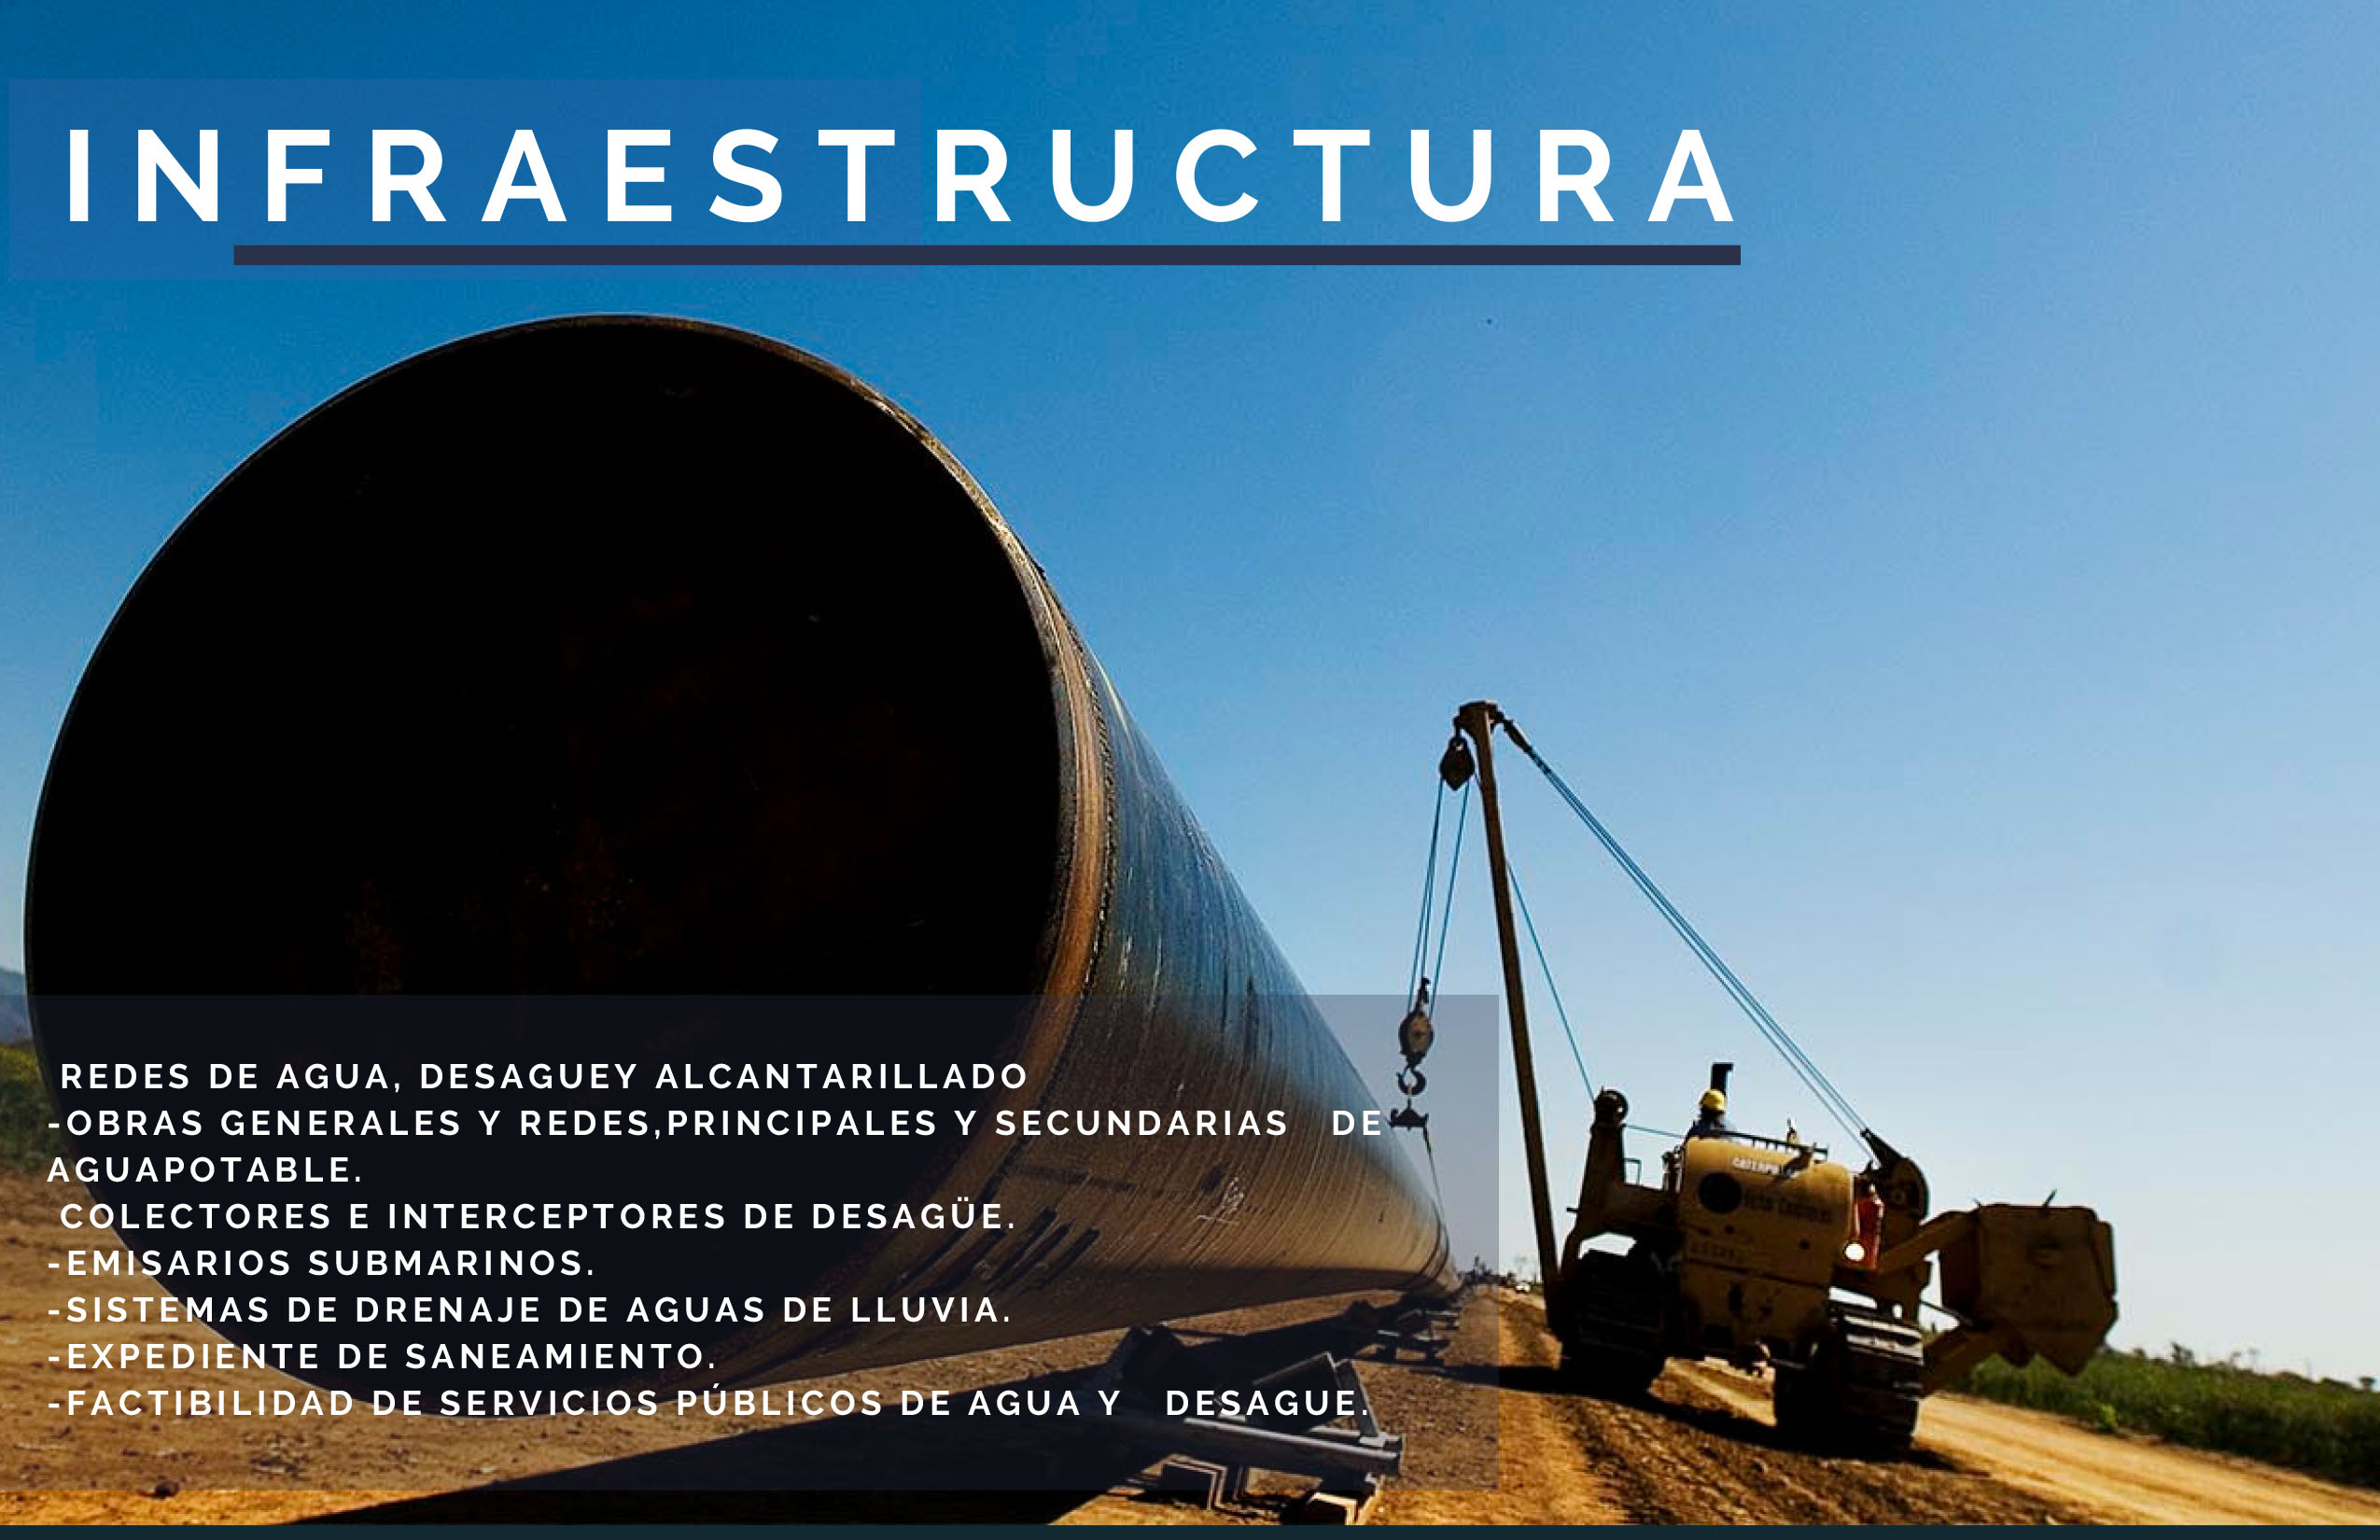 INFRAESTRUCTURA
REDES DE AGUA, DESAGUEY ALCANTARILLADO
-OBRAS GENERALES Y REDES,PRINCIPALES Y SECUNDARIAS DE
AGUAPOTABLE.
COLECTORES E INTERCEPTORES DE DESAGÜE.
-EMISARIOS SUBMARINOS.
-SISTEMAS DE DRENAJE DE AGUAS DE LLUVIA.
-EXPEDIENTE DE SANEAMIENTO.
-FACTIBILIDAD DE SERVICIOS PÚBLICOS DE AGUA Y DESAGUE.